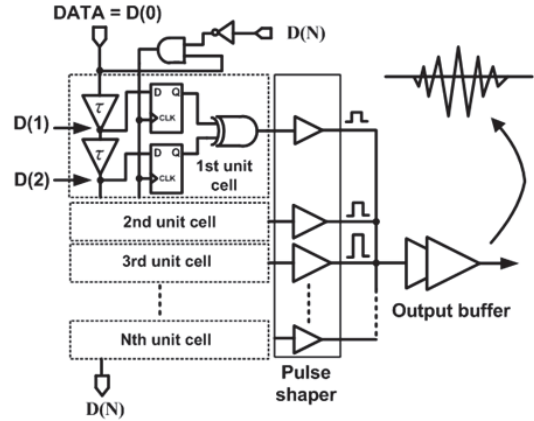 DATA = D(0)
D(N)
D Q
CLK
D(1)
τ
τ
D Q
CLK
1st unit
cell
D(2)
2nd unit cell
3rd unit cell
Nth unit cell
D(N)
Pulse
shaper
Output buffer